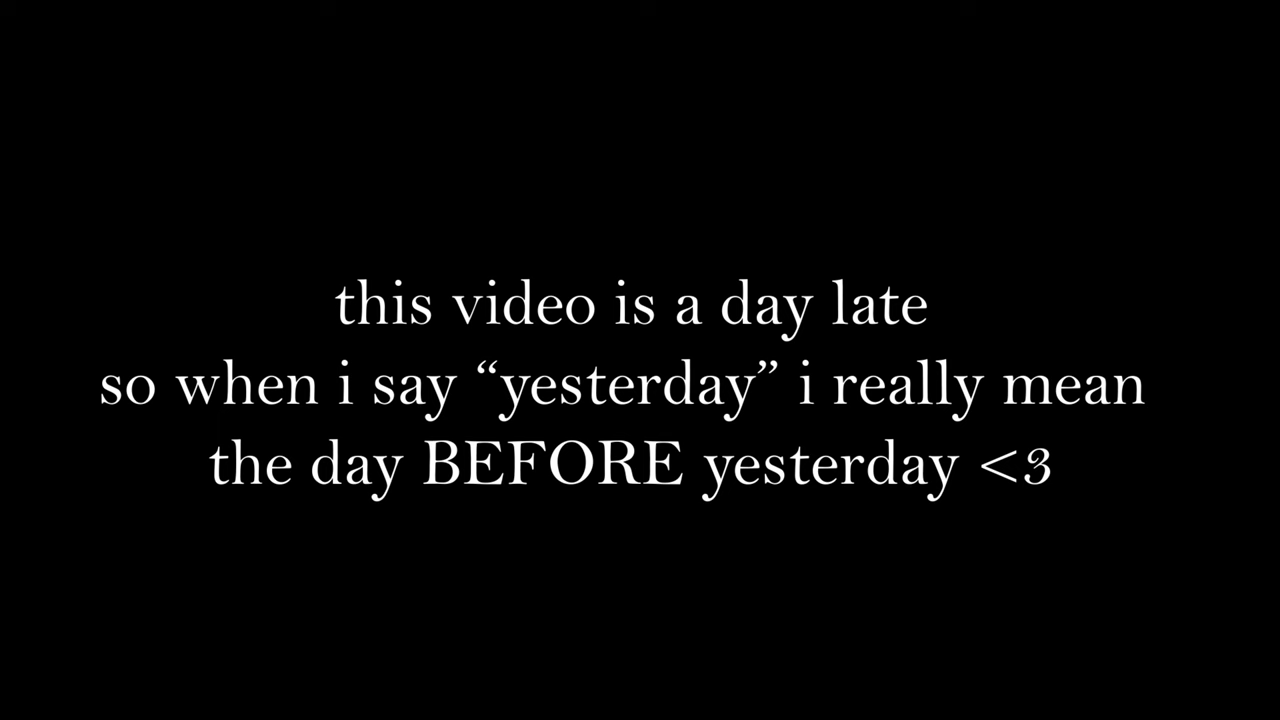 this video is a day late
so when i say “yesterday” i really mean
the day BEFORE yesterday <3